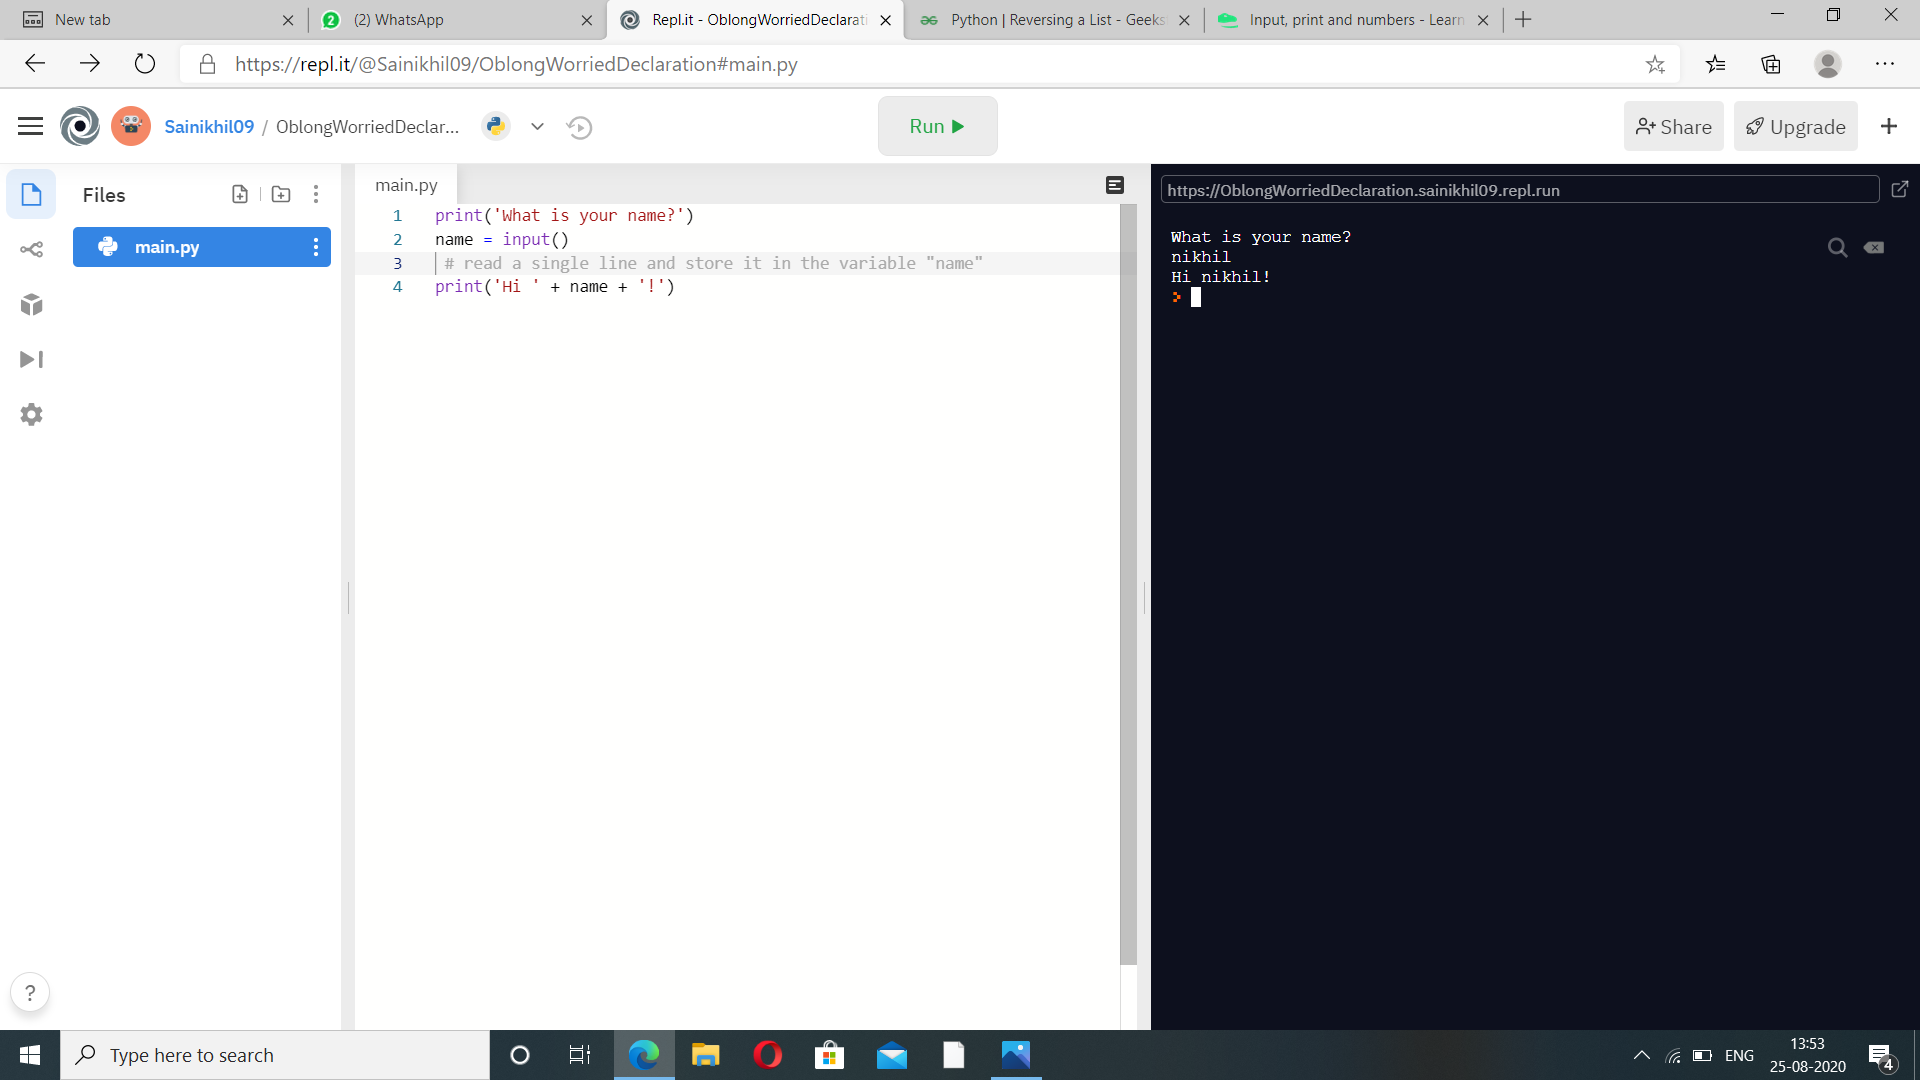 New tab
(2) WhatsApp
Repl.it - OblongWorriedDeclarati
Python | Reversing a List - Geeks
Input, print and numbers - Learn
https://repl.it/@Sainikhil09/OblongWorriedDeclaration#main.py
Sainikhil09 / OblongWorriedDeclar...
Run
Share
Upgrade
Files
main.py
main.py
1 print('What is your name?')
2 name = input()
3 # read a single line and store it in the variable "name"
4 print('Hi ' + name + '!')
https://OblongWorriedDeclaration.sainikhil09.repl.run
What is your name?
nikhil
Hi nikhil!
>
?
Type here to search
ENG
13:53
25-08-2020
4